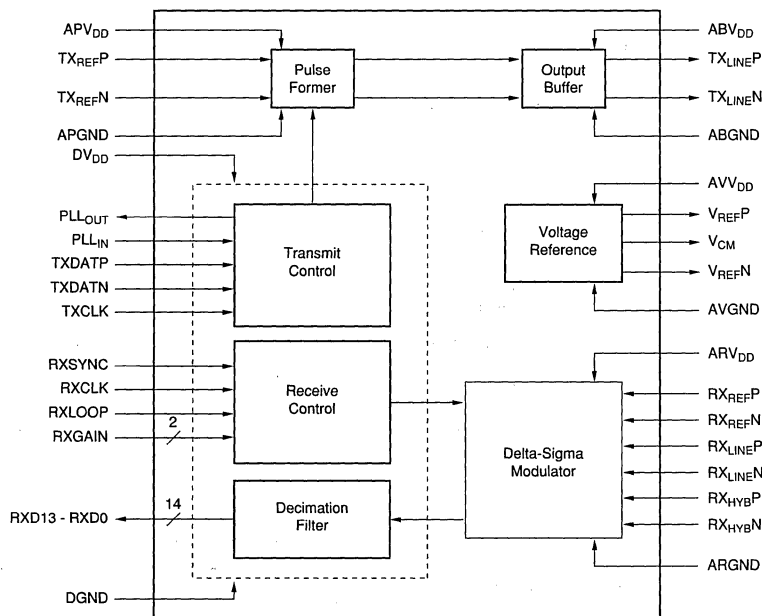 APVDD
TXREFP
TXREFN
APGND
DVDD
PLLOUT
PLLIN
TXDATP
TXDATN
TXCLK
RXSYNC
RXCLK
RXLOOP
RXGAIN
2
RXD13 - RXD0
14
DGND
Pulse
Former
Output
Buffer
Transmit
Control
Voltage
Reference
Receive
Control
Delta-Sigma
Modulator
Decimation
Filter
ABVDD
TXLINEP
TXLINEN
ABGND
AVVDD
VREFP
VCM
VREFN
AVGND
ARVDD
RXREFP
RXREFN
RXLINEP
RXLINEN
RXHYBP
RXHYBN
ARGND